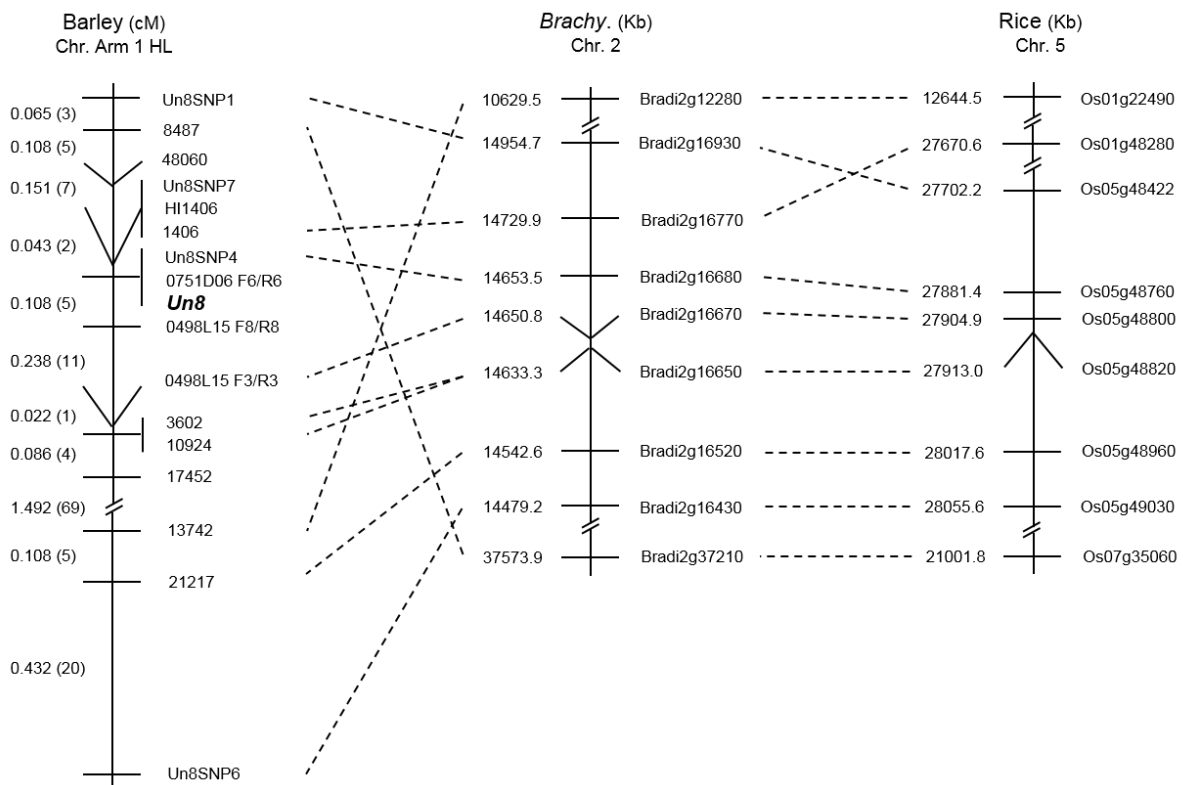 Barley (cM)
Chr. Arm 1 HL
0.065 (3)
0.108 (5)
0.151 (7)
0.043 (2)
0.108 (5)
0.238 (11)
0.022 (1)
0.086 (4)
1.492 (69)
0.108 (5)
0.432 (20)
Un8SNP1
8487
48060
Un8SNP7
HI1406
1406
Un8SNP4
0751D06 F6/R6
Un8
0498L15 F8/R8
0498L15 F3/R3
3602
10924
17452
13742
21217
Un8SNP6
Brachy. (Kb)
Chr. 2
10629.5 Bradi2g12280
14954.7 Bradi2g16930
14729.9 Bradi2g16770
14653.5 Bradi2g16680
14650.8 Bradi2g16670
14633.3 Bradi2g16650
14542.6 Bradi2g16520
14479.2 Bradi2g16430
37573.9 Bradi2g37210
Rice (Kb)
Chr. 5
12644.5 Os01g22490
27670.6 Os01g48280
27702.2 Os05g48422
27881.4 Os05g48760
27904.9 Os05g48800
27913.0 Os05g48820
28017.6 Os05g48960
28055.6 Os05g49030
21001.8 Os07g35060